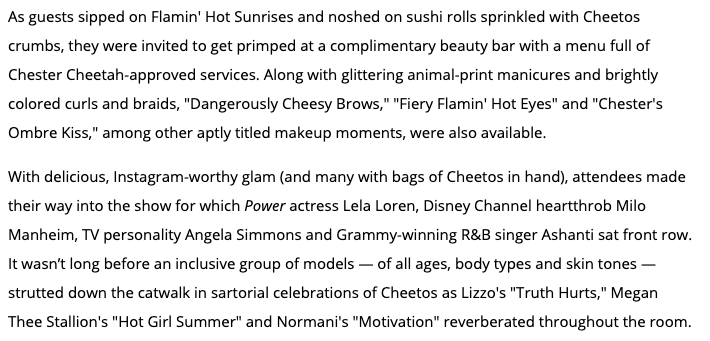 As guests sipped on Flamin' Hot Sunrises and noshed on sushi rolls sprinkled with Cheetos
crumbs, they were invited to get primped at a complimentary beauty bar with a menu full of
Chester Cheetah-approved services. Along with glittering animal-print manicures and brightly
colored curls and braids, "Dangerously Cheesy Brows," "Fiery Flamin' Hot Eyes" and "Chester's
Ombre Kiss," among other aptly titled makeup moments, were also available.
With delicious, Instagram-worthy glam (and many with bags of Cheetos in hand), attendees made
their way into the show for which Power actress Lela Loren, Disney Channel heartthrob Milo
Manheim, TV personality Angela Simmons and Grammy-winning R&B singer Ashanti sat front row.
It wasn’t long before an inclusive group of models — of all ages, body types and skin tones —
strutted down the catwalk in sartorial celebrations of Cheetos as Lizzo's "Truth Hurts," Megan
Thee Stallion's "Hot Girl Summer" and Normani's "Motivation" reverberated throughout the room.